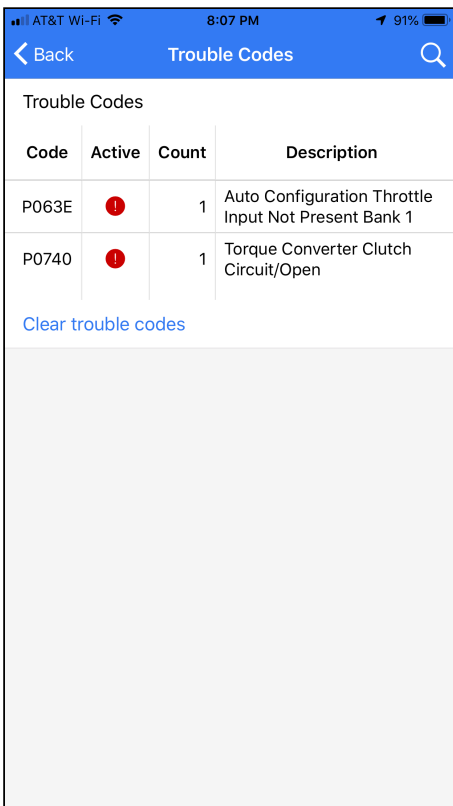 AT&T Wi-Fi 8:07 PM 91%
Back Trouble Codes
Trouble Codes
Code Active Count Description
P063E ! 1 Auto Configuration Throttle
Input Not Present Bank 1
P0740 ! 1 Torque Converter Clutch
Circuit/Open
Clear trouble codes